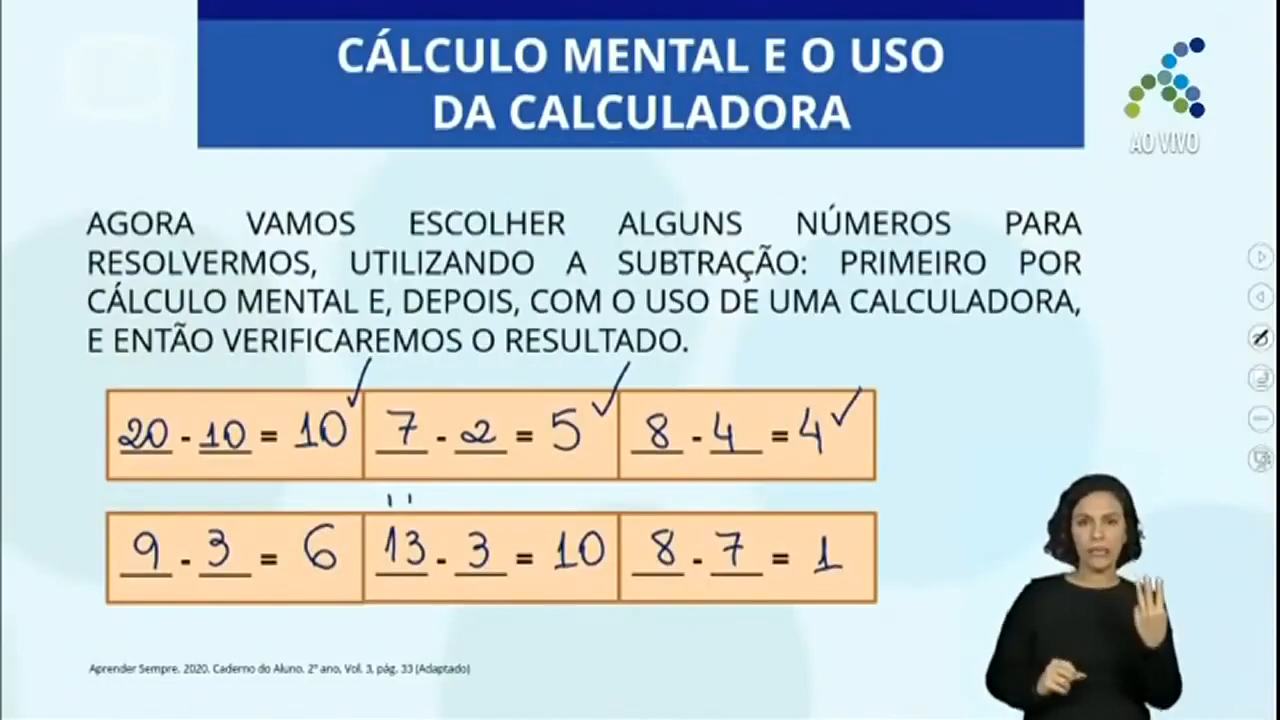 CÁLCULO MENTAL E O USO
DA CALCULADORA
AO VIVO
AGORA VAMOS ESCOLHER ALGUNS NÚMEROS PARA
RESOLVERMOS, UTILIZANDO A SUBTRAÇÃO: PRIMEIRO POR
CÁLCULO MENTAL E, DEPOIS, COM O USO DE UMA CALCULADORA,
E ENTÃO VERIFICAREMOS O RESULTADO.
20 - 10 = 10 7 - 2 = 5 8 - 4 = 4
9 - 3 = 6 13 - 3 = 10 8 - 7 = 1
Aprender Sempre. 2020. Caderno do Aluno. 2º ano, Vol. 3, pág. 33 (Adaptado)